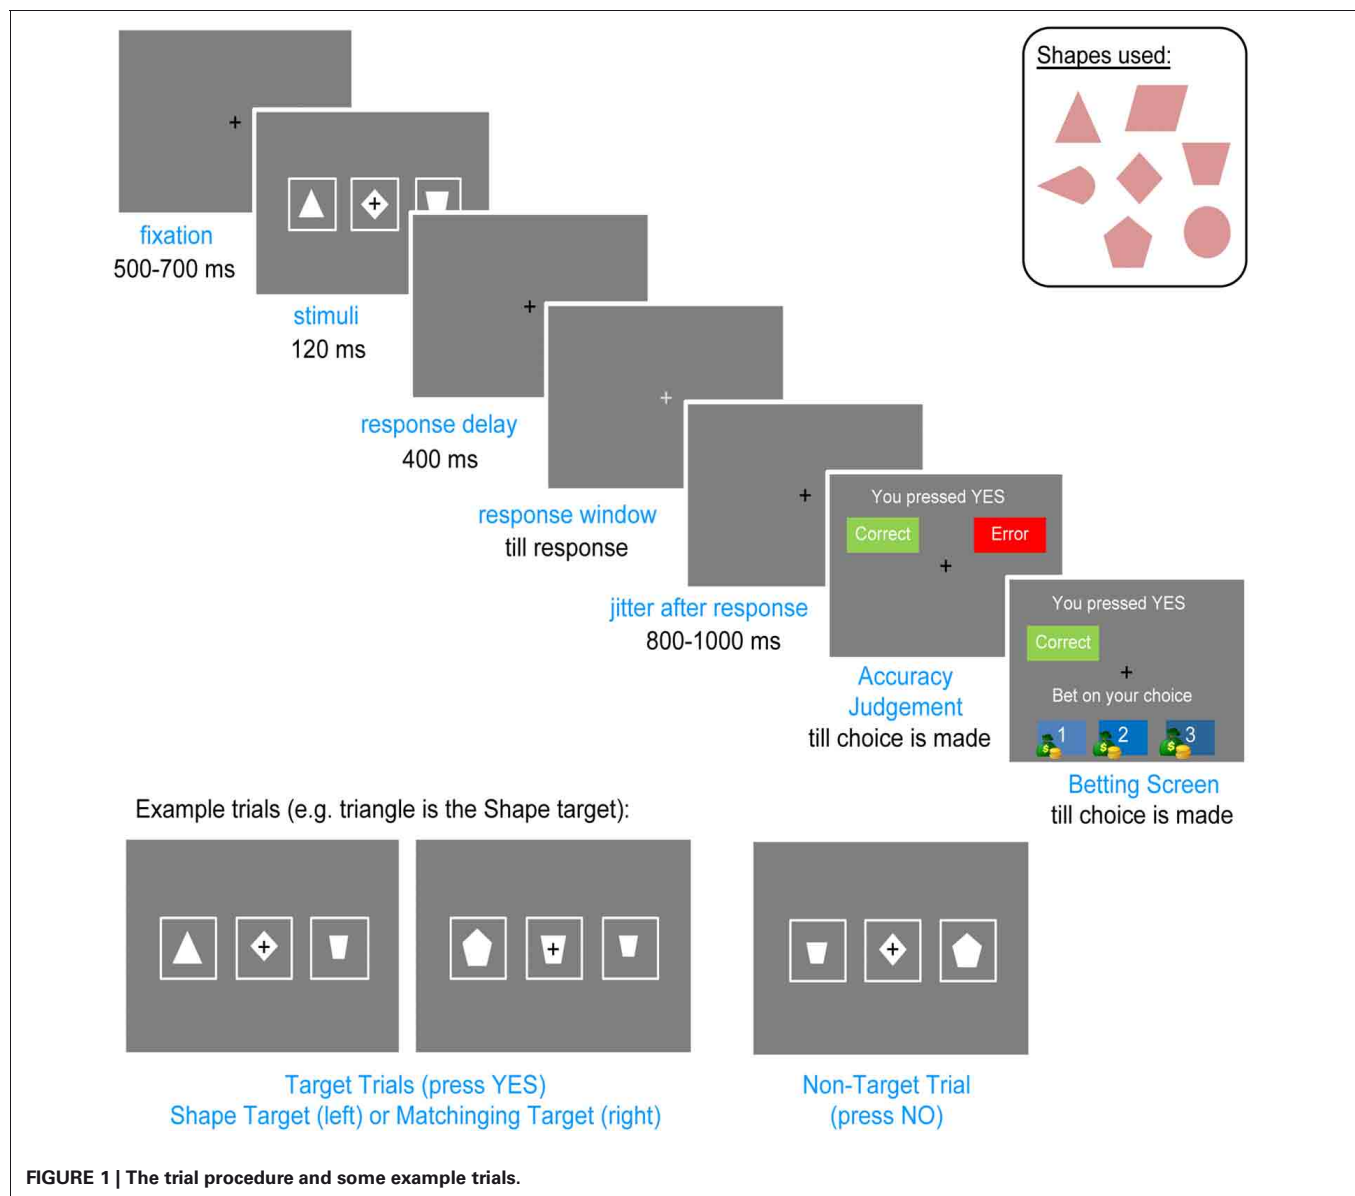 Shapes used:
fixation
500-700 ms
stimuli
120 ms
response delay
400 ms
response window
till response
jitter after response
800-1000 ms
You pressed YES
Correct
Error
Accuracy
Judgement
till choice is made
You pressed YES
Correct
Bet on your choice
1 2 3
Betting Screen
till choice is made
Example trials (e.g. triangle is the Shape target):
Target Trials (press YES)
Shape Target (left) or Matchinging Target (right)
Non-Target Trial
(press NO)
FIGURE 1 | The trial procedure and some example trials.